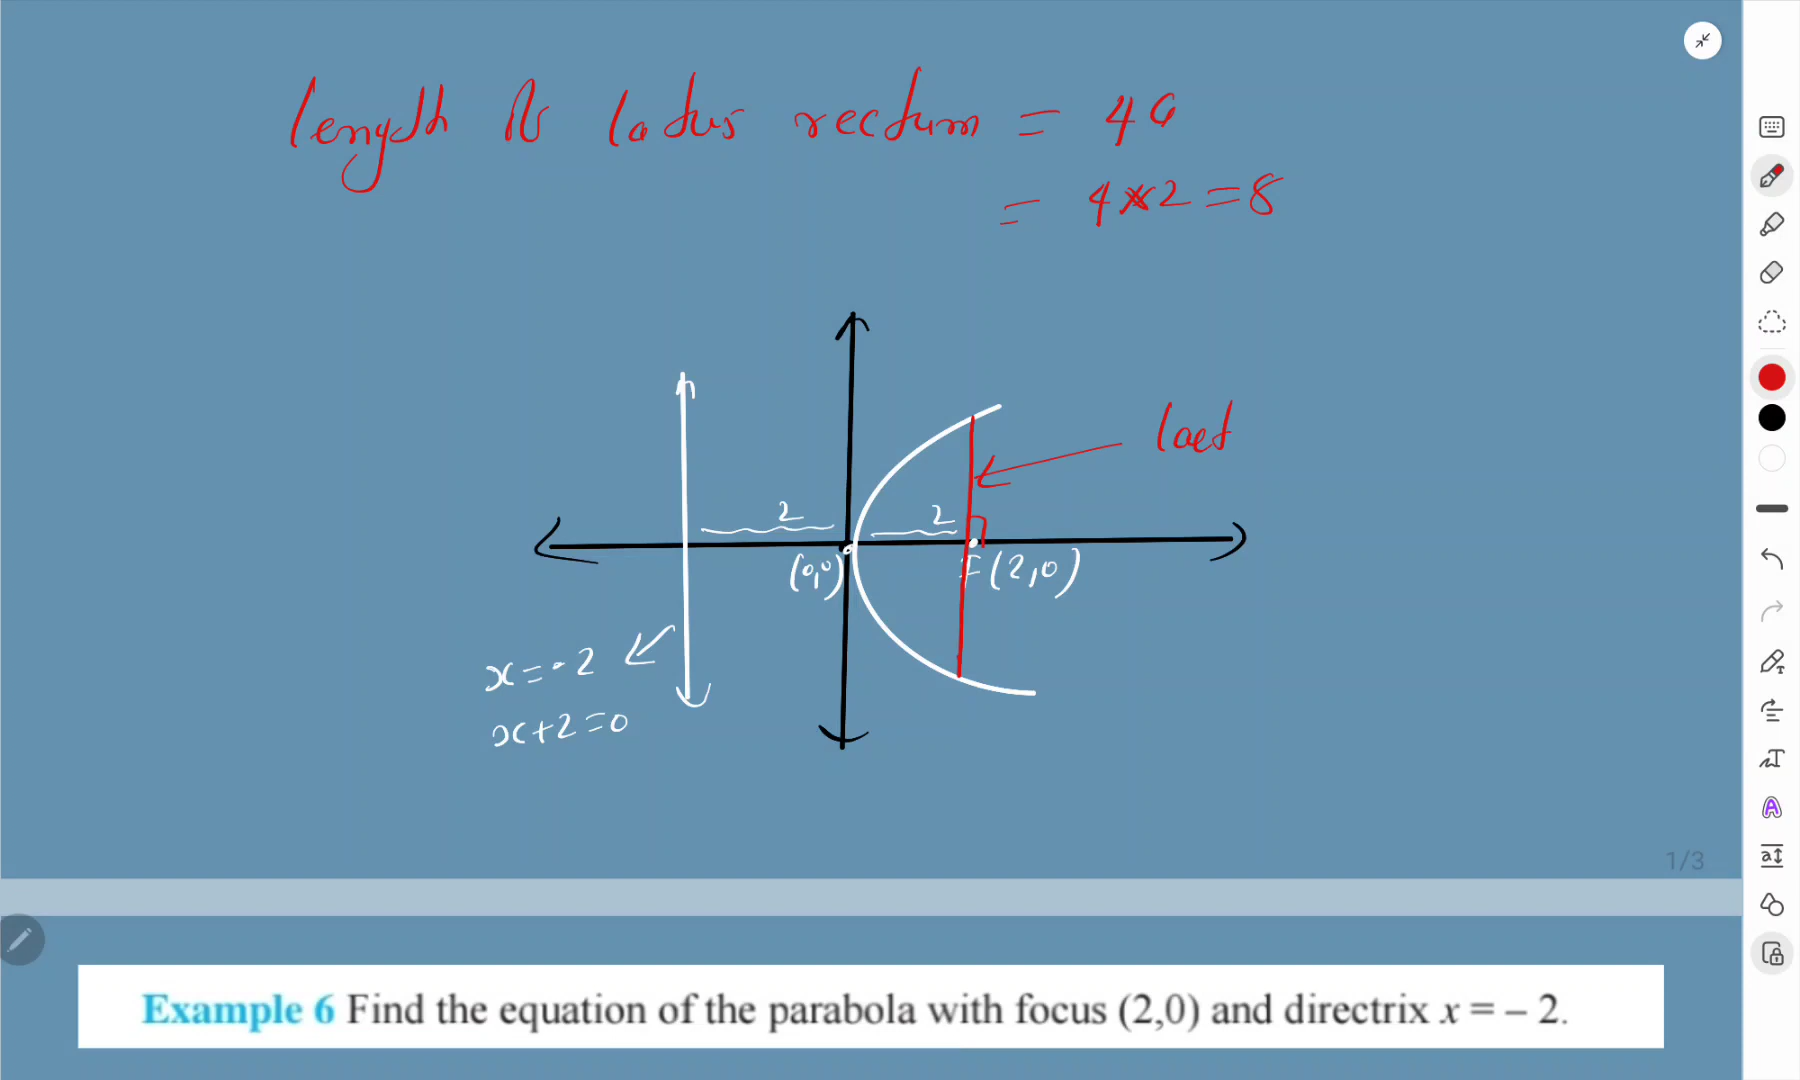 length of latus rectum = 4a
= 4*2=8
laet
2
2
(0,0)
F(2,0)
x=-2
x+2=0
1/3
Example 6 Find the equation of the parabola with focus (2,0) and directrix x = – 2.